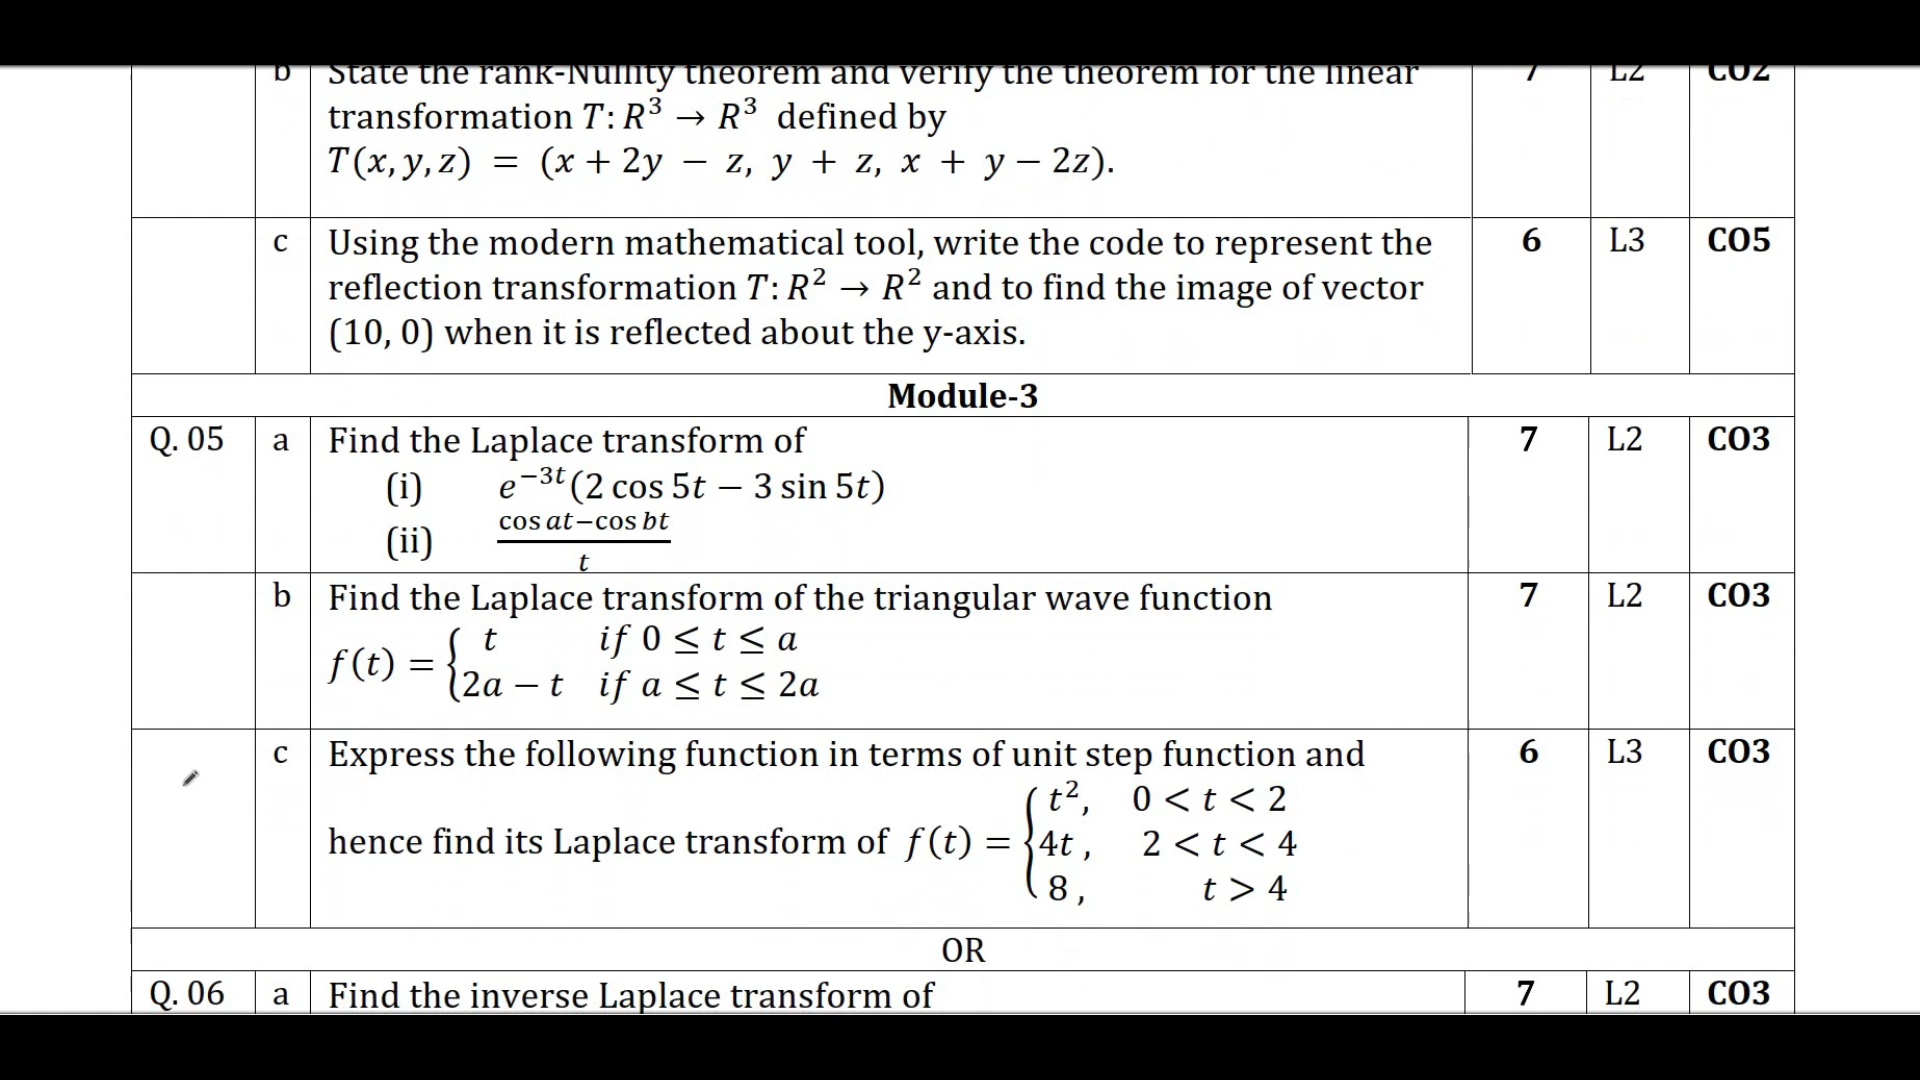 b State the rank-Nullity theorem and verify the theorem for the linear 7 L2 CO2
transformation T: R³ → R³ defined by
T(x, y, z) = (x + 2y − z, y + z, x + y − 2z).
c Using the modern mathematical tool, write the code to represent the 6 L3 CO5
reflection transformation T: R² → R² and to find the image of vector
(10, 0) when it is reflected about the y-axis.
Module-3
Q. 05 a Find the Laplace transform of 7 L2 CO3
(i) e⁻³ᵗ(2 cos 5t − 3 sin 5t)
(ii) cos at−cos bt
t
b Find the Laplace transform of the triangular wave function 7 L2 CO3
f(t) = { t if 0 ≤ t ≤ a
2a − t if a ≤ t ≤ 2a
c Express the following function in terms of unit step function and 6 L3 CO3
t², 0 < t < 2
hence find its Laplace transform of f(t) = { 4t , 2 < t < 4
8 , t > 4
OR
Q. 06 a Find the inverse Laplace transform of 7 L2 CO3